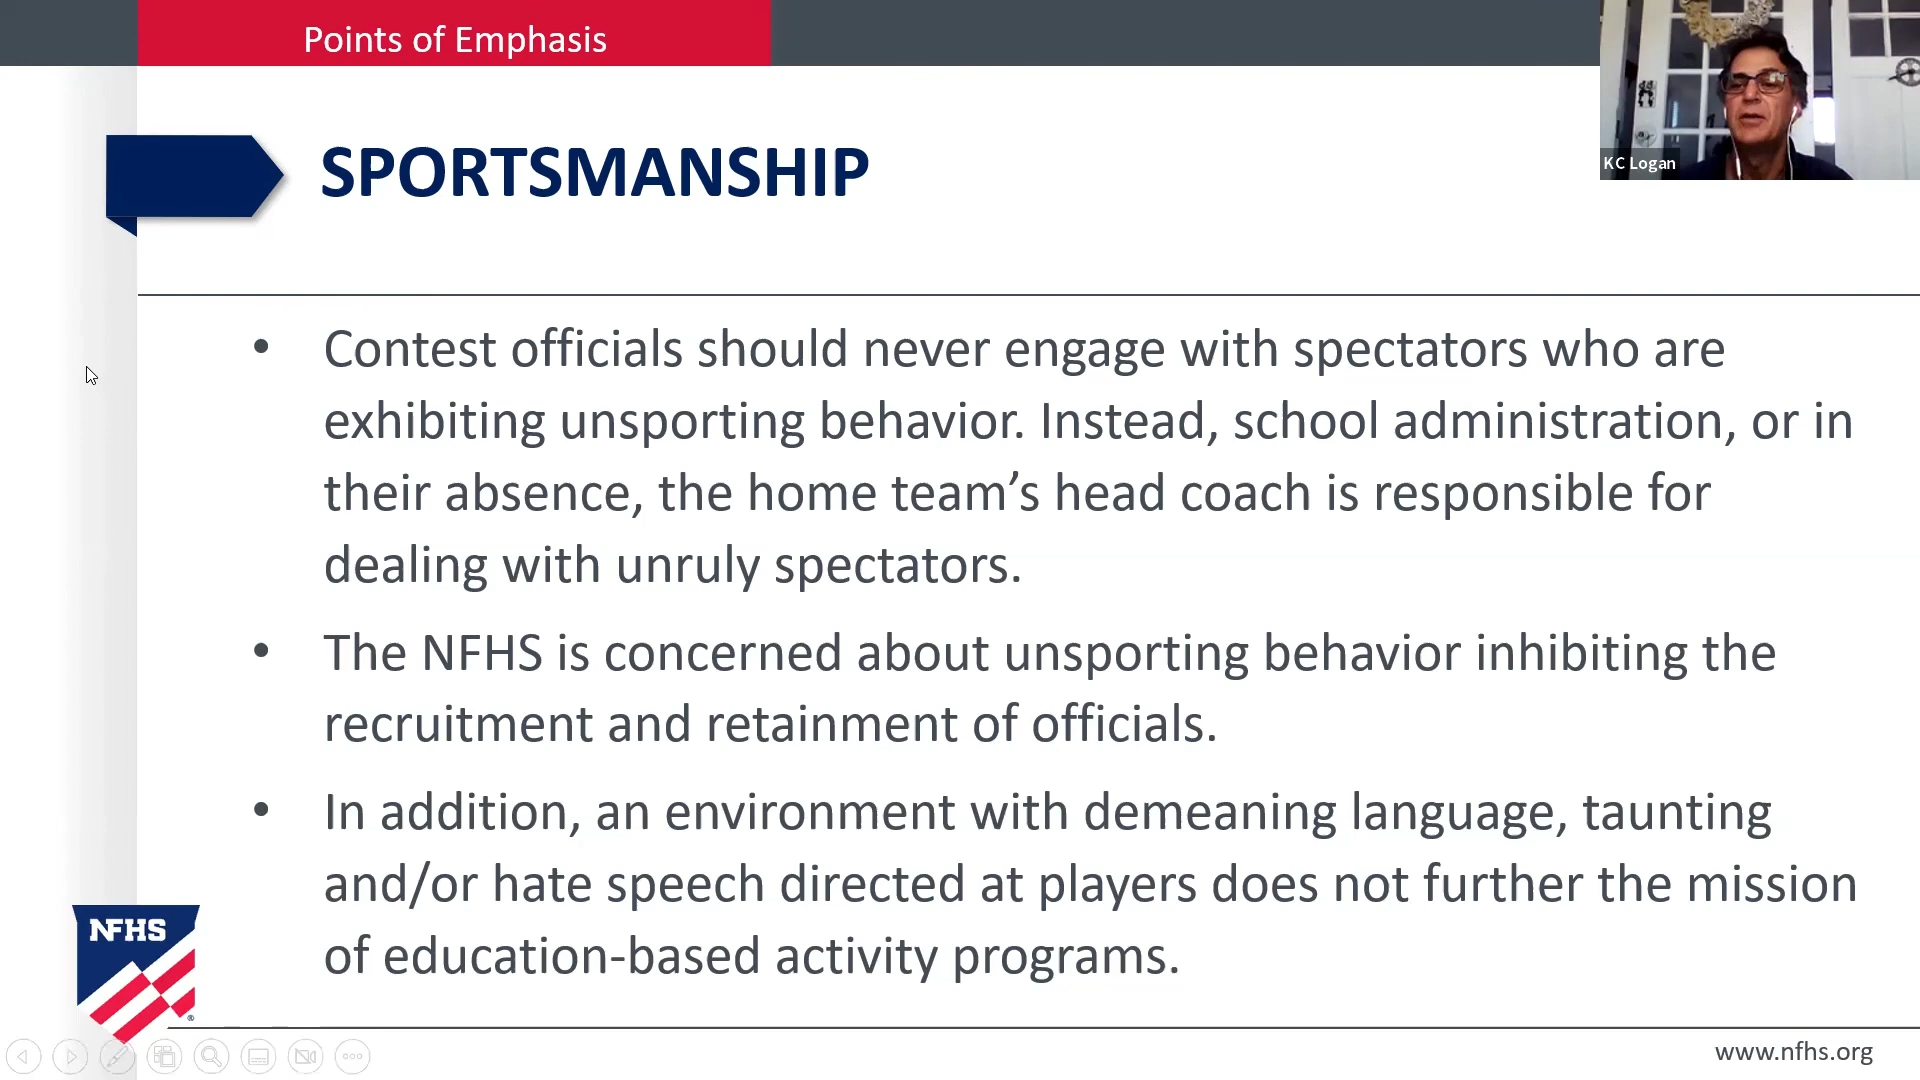 Points of Emphasis
KC Logan
SPORTSMANSHIP
• Contest officials should never engage with spectators who are
exhibiting unsporting behavior. Instead, school administration, or in
their absence, the home team’s head coach is responsible for
dealing with unruly spectators.
• The NFHS is concerned about unsporting behavior inhibiting the
recruitment and retainment of officials.
• In addition, an environment with demeaning language, taunting
and/or hate speech directed at players does not further the mission
of education-based activity programs.
NFHS
®
www.nfhs.org